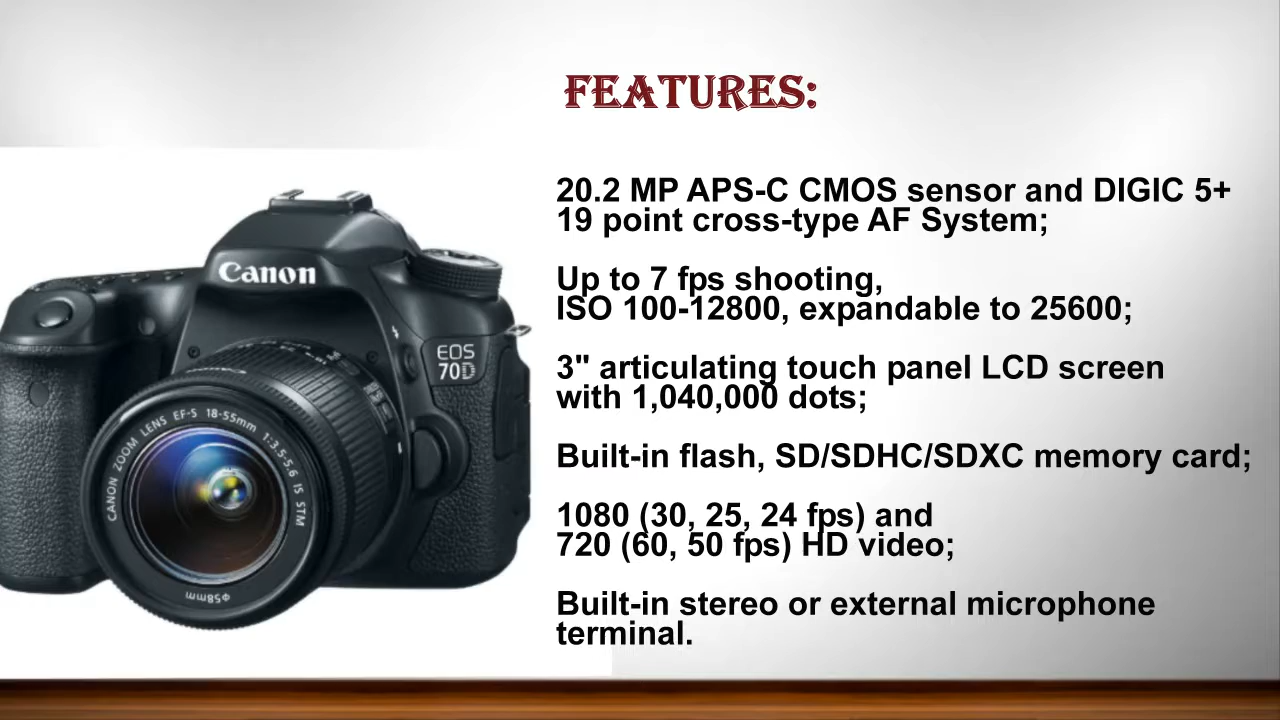 FEATURES:
20.2 MP APS-C CMOS sensor and DIGIC 5+
19 point cross-type AF System;
Up to 7 fps shooting,
ISO 100-12800, expandable to 25600;
3" articulating touch panel LCD screen
with 1,040,000 dots;
Built-in flash, SD/SDHC/SDXC memory card;
1080 (30, 25, 24 fps) and
720 (60, 50 fps) HD video;
Built-in stereo or external microphone
terminal.
Canon
EOS
70D
CANON ZOOM LENS EF-S 18-55mm 1:3.5-5.6 IS STM
φ58mm